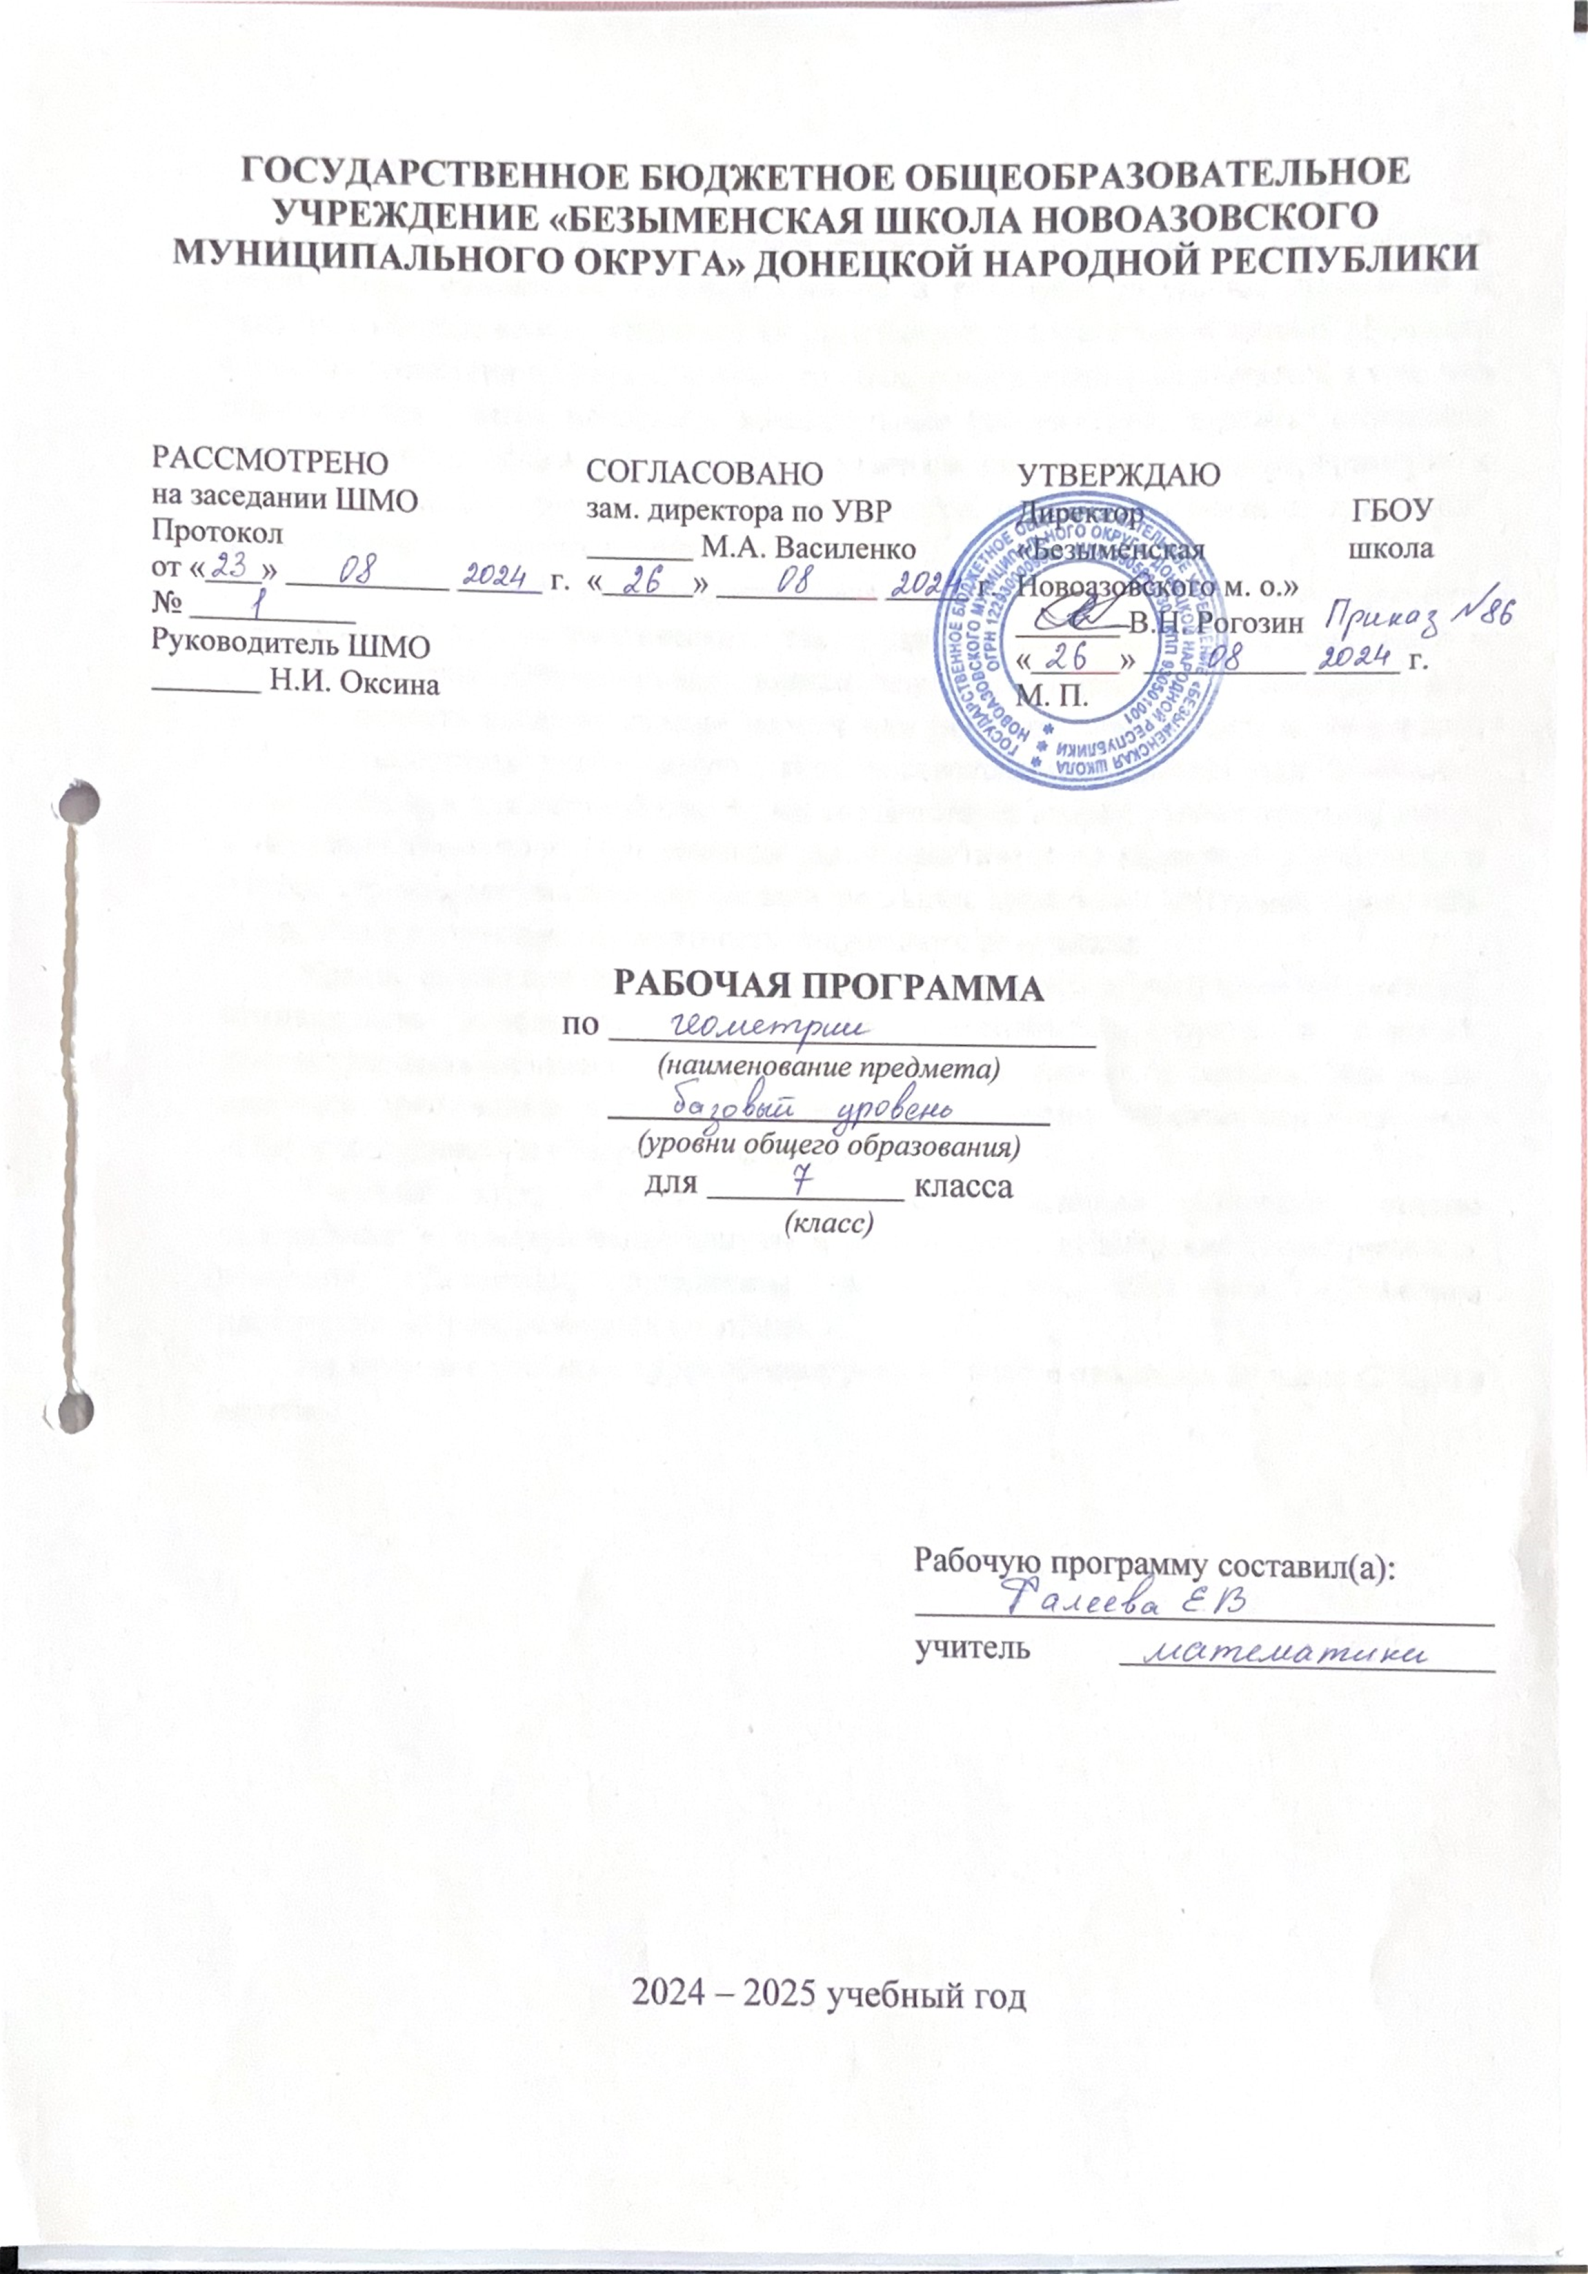 ГОСУДАРСТВЕННОЕ БЮДЖЕТНОЕ ОБЩЕОБРАЗОВАТЕЛЬНОЕ
УЧРЕЖДЕНИЕ «БЕЗЫМЕНСКАЯ ШКОЛА НОВОАЗОВСКОГО
МУНИЦИПАЛЬНОГО ОКРУГА» ДОНЕЦКОЙ НАРОДНОЙ РЕСПУБЛИКИ
РАССМОТРЕНО
на заседании ШМО
Протокол
от «23» 08 2024 г.
№ 1
Руководитель ШМО
Н.И. Оксина
СОГЛАСОВАНО
зам. директора по УВР
М.А. Василенко
«26» 08 2024 г.
УТВЕРЖДАЮ
Директор ГБОУ
«Безыменская школа
Новоазовского м. о.»
В.Н. Рогозин Приказ №86
«26» 08 2024 г.
М. П.
РАБОЧАЯ ПРОГРАММА
по геометрии
(наименование предмета)
базовый уровень
(уровни общего образования)
для 7 класса
(класс)
Рабочую программу составил(а):
Фалеева Е.В
учитель математики
2024 – 2025 учебный год